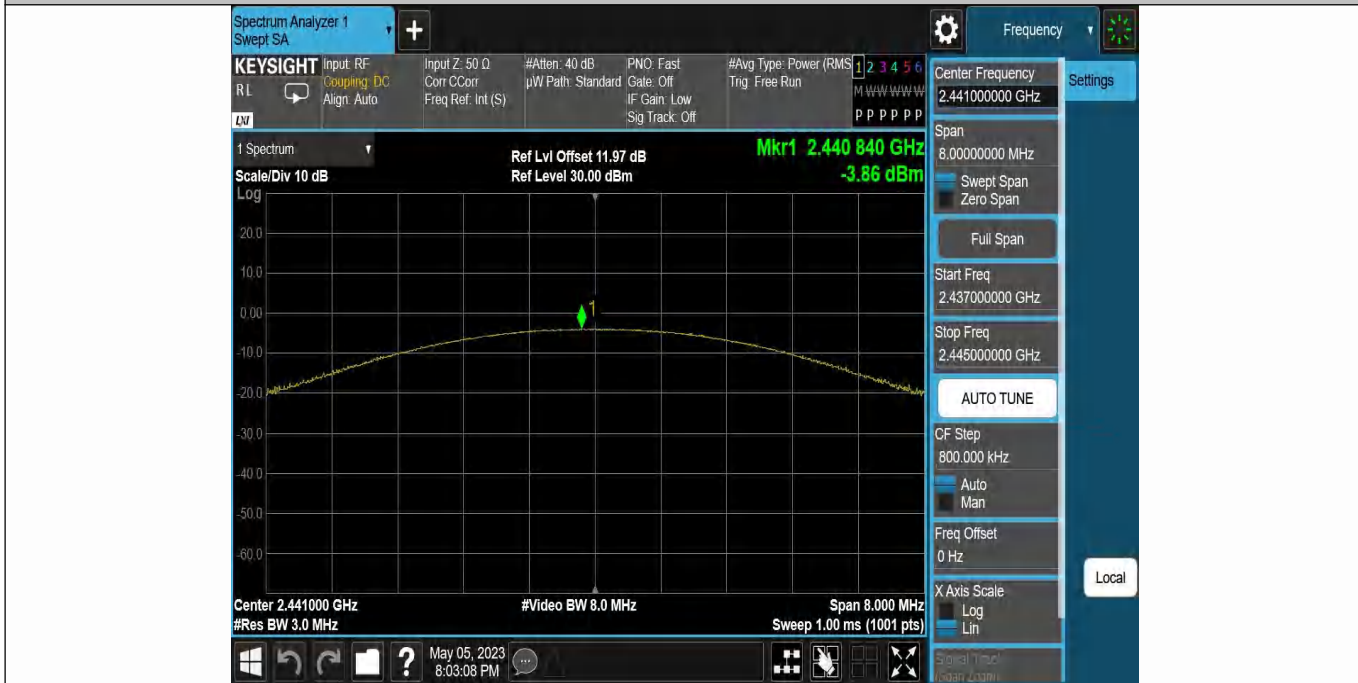 Spectrum Analyzer 1
Swept SA
Frequency
KEYSIGHT
R L
LXI
Input: RF
Coupling: DC
Align: Auto
Input Z: 50 Ω
Corr CCorr
Freq Ref: Int (S)
#Atten: 40 dB
µW Path: Standard
PNO: Fast
Gate: Off
IF Gain: Low
Sig Track: Off
#Avg Type: Power (RMS
Trig: Free Run
1 2 3 4 5 6
M W W W W W
P P P P P P
1 Spectrum
Scale/Div 10 dB
Log
Ref Lvl Offset 11.97 dB
Ref Level 30.00 dBm
Mkr1 2.440 840 GHz
-3.86 dBm
20.0
10.0
0.00
-10.0
-20.0
-30.0
-40.0
-50.0
-60.0
1
Center 2.441000 GHz
#Res BW 3.0 MHz
#Video BW 8.0 MHz
Span 8.000 MHz
Sweep 1.00 ms (1001 pts)
?
May 05, 2023
8:03:08 PM
Center Frequency
2.441000000 GHz
Settings
Span
8.00000000 MHz
Swept Span
Zero Span
Full Span
Start Freq
2.437000000 GHz
Stop Freq
2.445000000 GHz
AUTO TUNE
CF Step
800.000 kHz
Auto
Man
Freq Offset
0 Hz
X Axis Scale
Log
Lin
Local